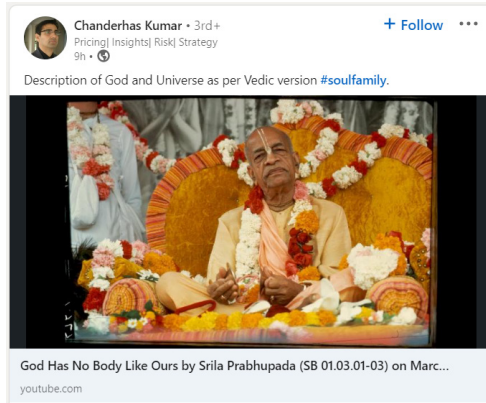 Chanderhas Kumar • 3rd+
+ Follow •••
Pricing| Insights| Risk| Strategy
9h •
Description of God and Universe as per Vedic version #soulfamily.
God Has No Body Like Ours by Srila Prabhupada (SB 01.03.01-03) on Marc...
youtube.com